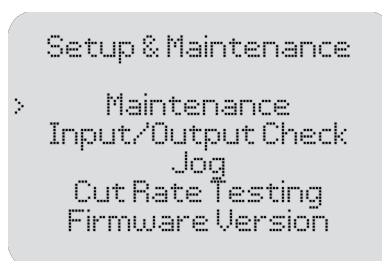 Setup & Maintenance
> Maintenance
Input/Output Check
Jog
Cut Rate Testing
Firmware Version